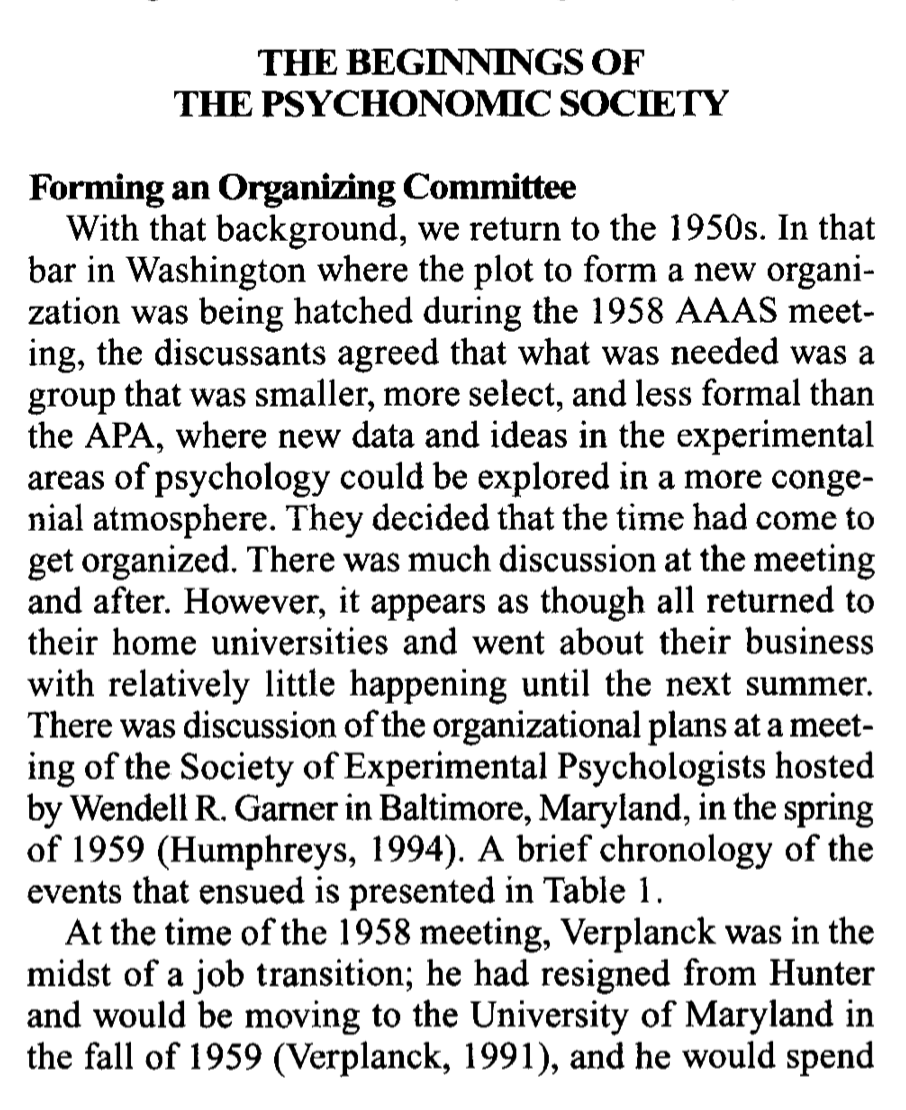 THE BEGINNINGS OF
THE PSYCHONOMIC SOCIETY
Forming an Organizing Committee
With that background, we return to the 1950s. In that
bar in Washington where the plot to form a new organi-
zation was being hatched during the 1958 AAAS meet-
ing, the discussants agreed that what was needed was a
group that was smaller, more select, and less formal than
the APA, where new data and ideas in the experimental
areas of psychology could be explored in a more conge-
nial atmosphere. They decided that the time had come to
get organized. There was much discussion at the meeting
and after. However, it appears as though all returned to
their home universities and went about their business
with relatively little happening until the next summer.
There was discussion of the organizational plans at a meet-
ing of the Society of Experimental Psychologists hosted
by Wendell R. Garner in Baltimore, Maryland, in the spring
of 1959 (Humphreys, 1994). A brief chronology of the
events that ensued is presented in Table 1.
At the time of the 1958 meeting, Verplanck was in the
midst of a job transition; he had resigned from Hunter
and would be moving to the University of Maryland in
the fall of 1959 (Verplanck, 1991), and he would spend